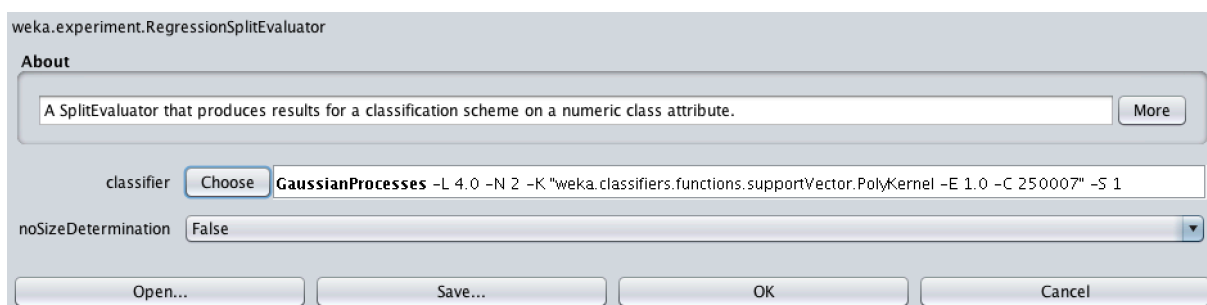 weka.experiment.RegressionSplitEvaluator
About
A SplitEvaluator that produces results for a classification scheme on a numeric class attribute. More
classifier Choose GaussianProcesses -L 4.0 -N 2 -K "weka.classifiers.functions.supportVector.PolyKernel -E 1.0 -C 250007" -S 1
noSizeDetermination False
Open... Save... OK Cancel